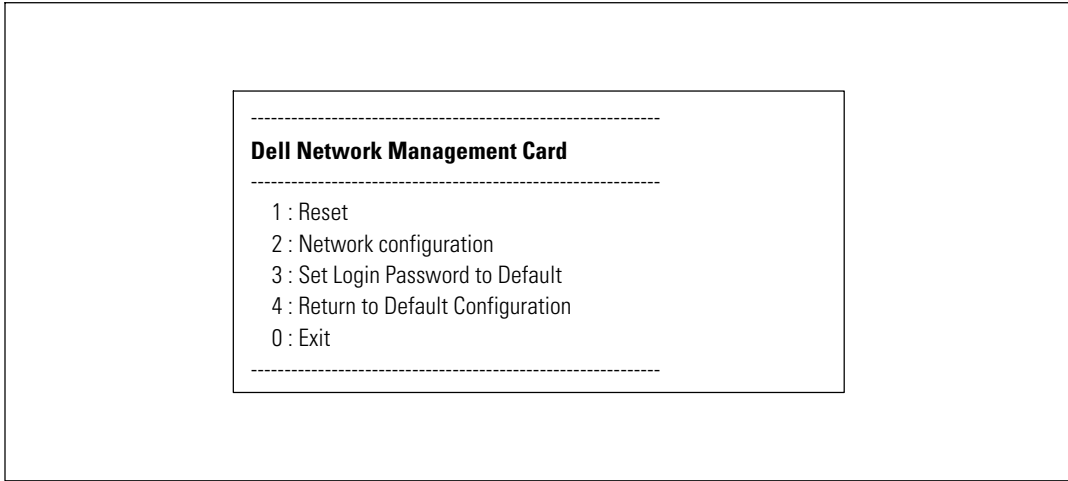 ------------------------------------------------------------
Dell Network Management Card
------------------------------------------------------------
1 : Reset
2 : Network configuration
3 : Set Login Password to Default
4 : Return to Default Configuration
0 : Exit
------------------------------------------------------------